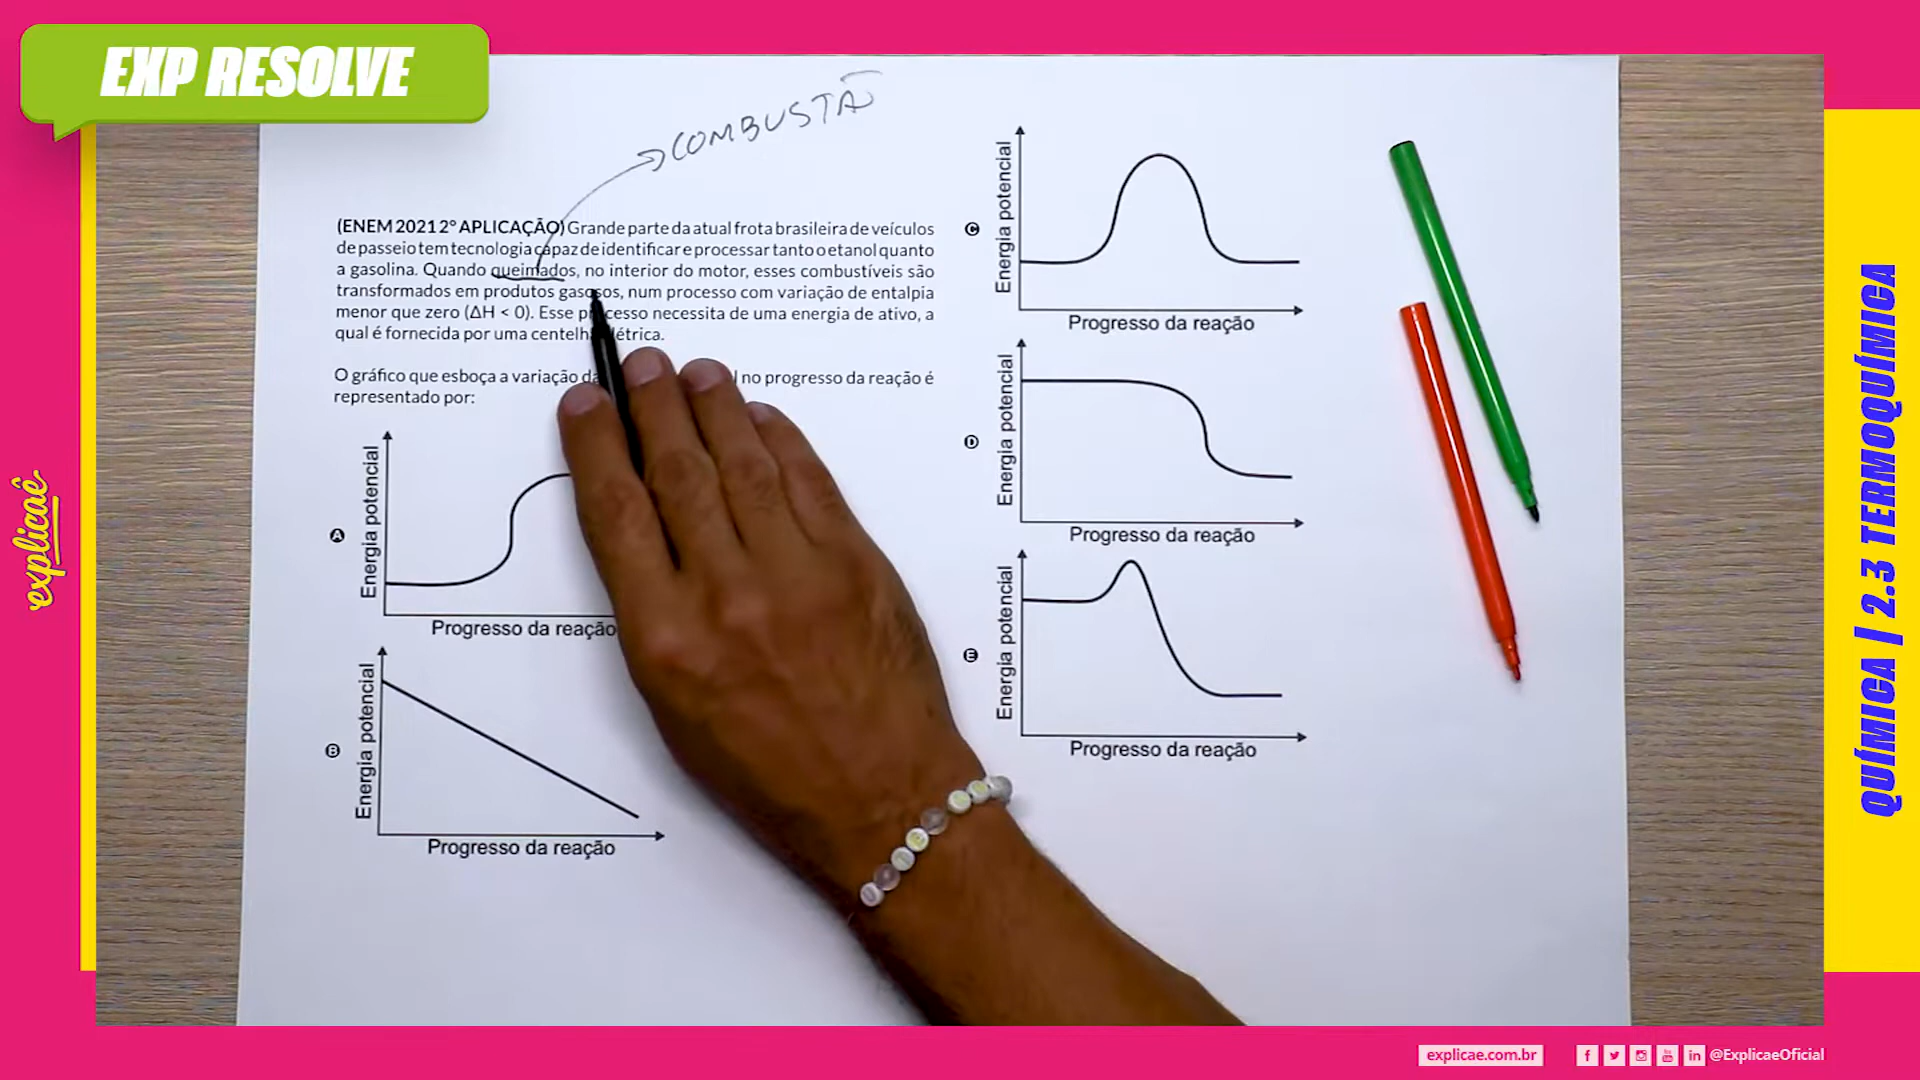 EXP RESOLVE
COMBUSTÃO
(ENEM 2021 2° APLICAÇÃO) Grande parte da atual frota brasileira de veículos
de passeio tem tecnologia capaz de identificar e processar tanto o etanol quanto
a gasolina. Quando queimados, no interior do motor, esses combustíveis são
transformados em produtos gasosos, num processo com variação de entalpia
menor que zero (ΔH < 0). Esse processo necessita de uma energia de ativo, a
qual é fornecida por uma centelha elétrica.
O gráfico que esboça a variação da no progresso da reação é
representado por:
A
Energia potencial
Progresso da reação
B
Energia potencial
Progresso da reação
C
Energia potencial
Progresso da reação
D
Energia potencial
Progresso da reação
E
Energia potencial
Progresso da reação
explicaê
QUÍMICA | 2.3 TERMOQUÍMICA
explicae.com.br
@ExplicaeOficial